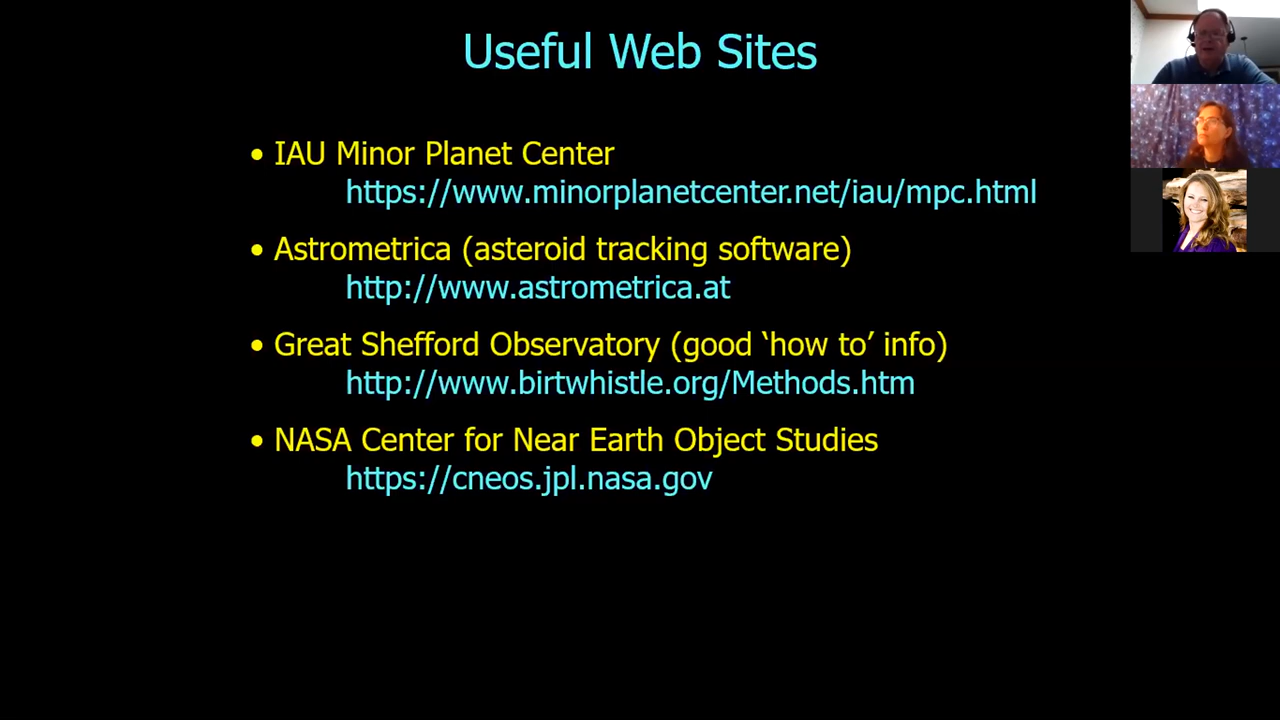 Useful Web Sites
• IAU Minor Planet Center
https://www.minorplanetcenter.net/iau/mpc.html
• Astrometrica (asteroid tracking software)
http://www.astrometrica.at
• Great Shefford Observatory (good ‘how to’ info)
http://www.birtwhistle.org/Methods.htm
• NASA Center for Near Earth Object Studies
https://cneos.jpl.nasa.gov